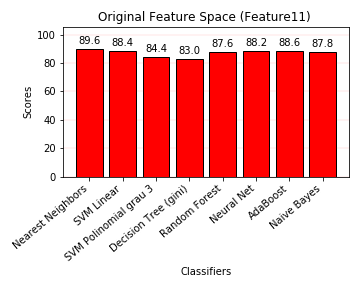 Original Feature Space (Feature11)
100
80
60
40
20
0
Scores
89.6
88.4
84.4
83.0
87.6
88.2
88.6
87.8
Nearest Neighbors
SVM Linear
SVM Polinomial grau 3
Decision Tree (gini)
Random Forest
Neural Net
AdaBoost
Naive Bayes
Classifiers